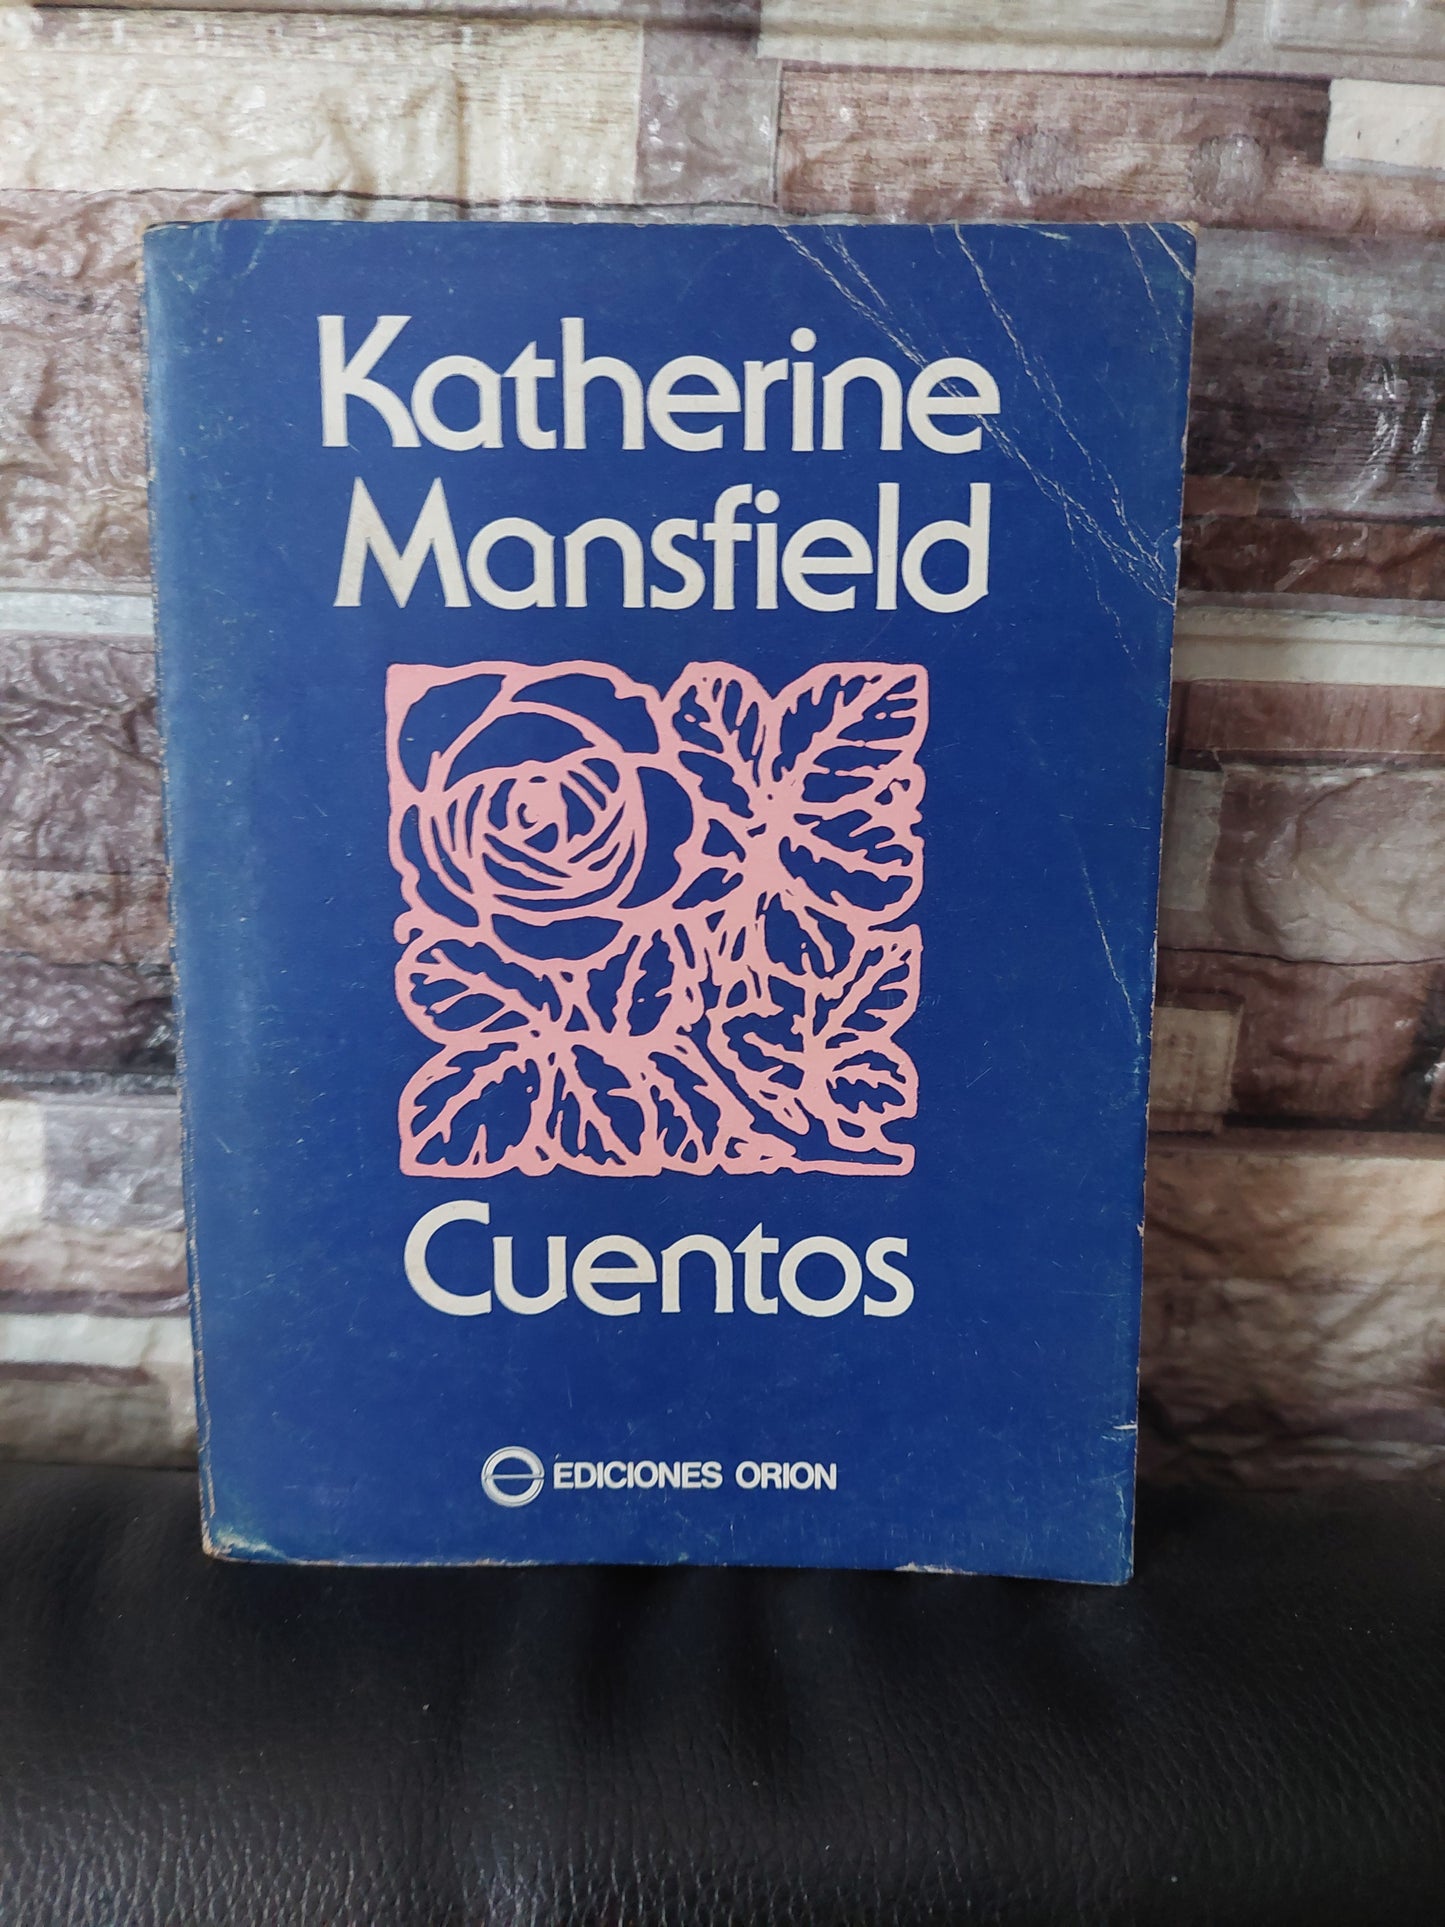 Katherine
Mansfield
Cuentos
EDICIONES ORION